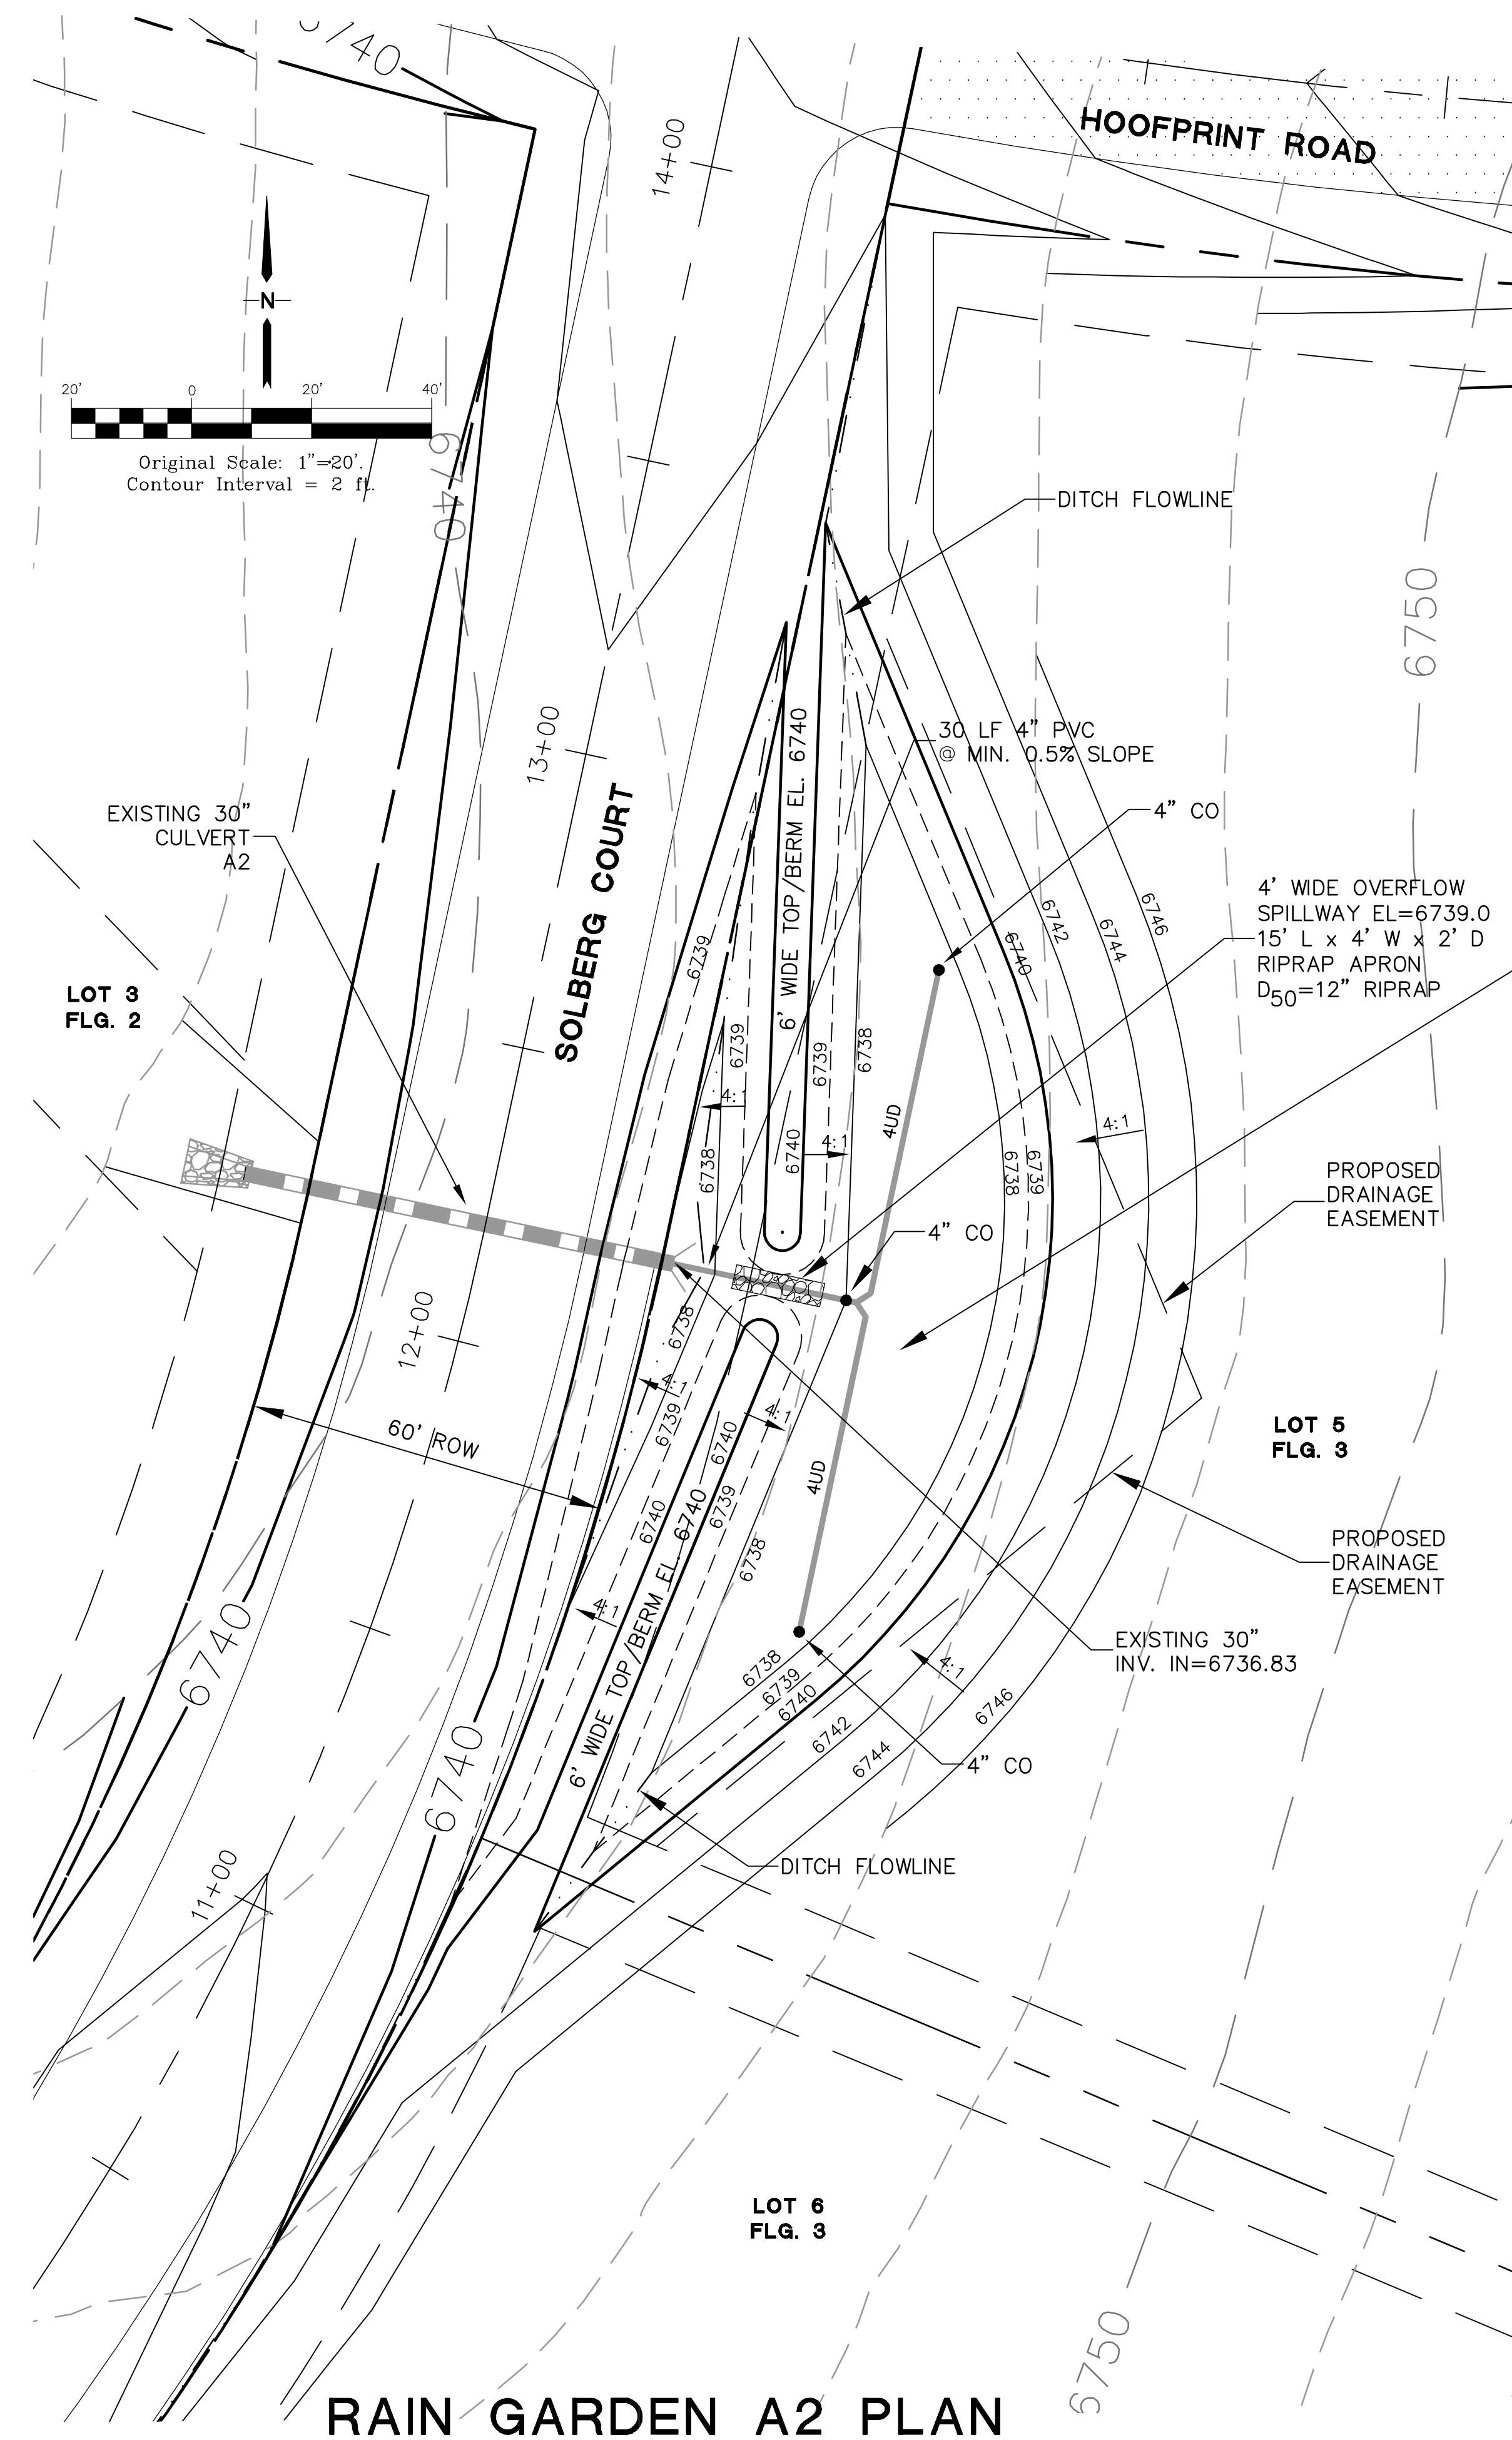 6740
HOOFPRINT ROAD
14+00
N
20'
0
20'
40'
Original Scale: 1"=20'.
Contour Interval = 2 ft.
6740
DITCH FLOWLINE
6750
13+00
30 LF 4" PVC
@ MIN. 0.5% SLOPE
SOLBERG COURT
EXISTING 30"
CULVERT
A2
4" CO
6' WIDE TOP/BERM EL. 6740
4' WIDE OVERFLOW
SPILLWAY EL=6739.0
15' L x 4' W x 2' D
RIPRAP APRON
D50=12" RIPRAP
6739
6740
6742
6744
6746
LOT 3
FLG. 2
6739
6739
6738
4:1
4UD
6738
6740
4:1
4:1
6738
6739
PROPOSED
DRAINAGE
EASEMENT
4" CO
12+00
6738
4:1
6739
6740
4:1
60' ROW
LOT 5
FLG. 3
4UD
6740
6739
6738
PROPOSED
DRAINAGE
EASEMENT
6' WIDE TOP/BERM EL. 6740
4:1
6740
EXISTING 30"
INV. IN=6736.83
6738
6739
6740
4:1
6742
6744
6746
6740
4" CO
DITCH FLOWLINE
11+00
LOT 6
FLG. 3
6750
RAIN GARDEN A2 PLAN